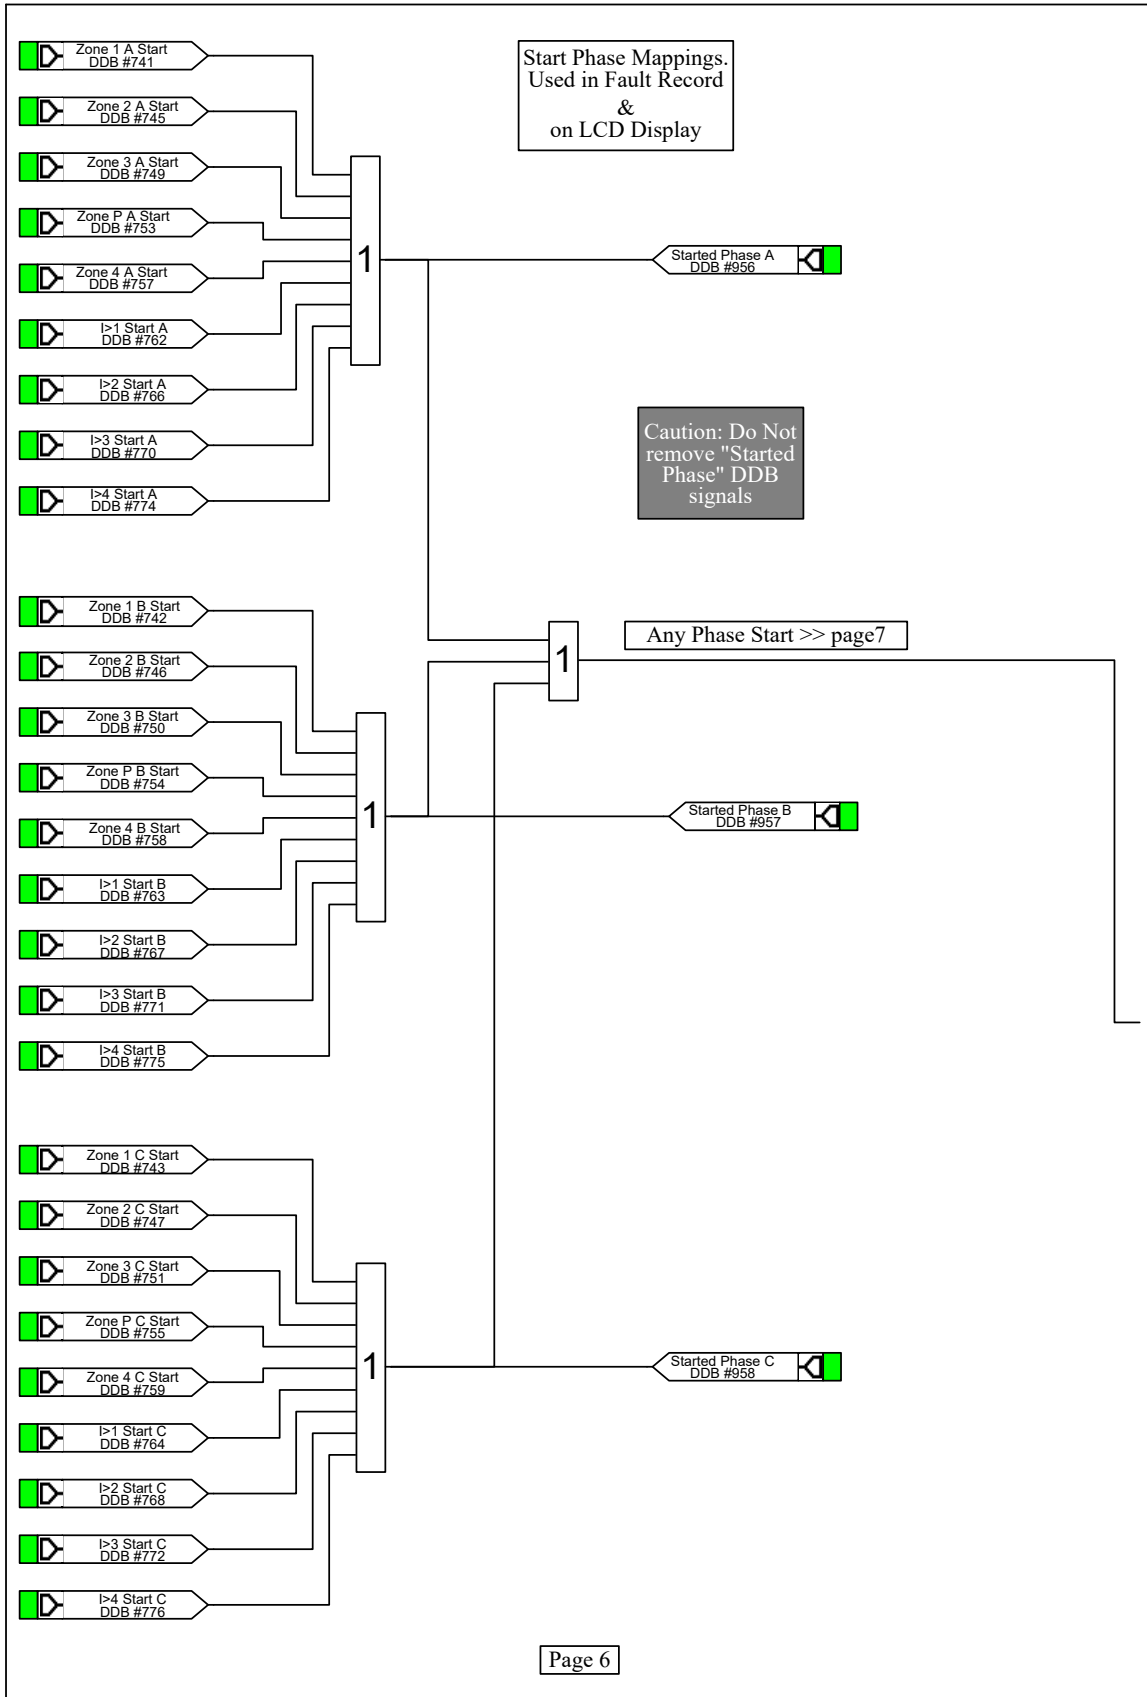 Zone 1 A Start
DDB #741
Zone 2 A Start
DDB #745
Zone 3 A Start
DDB #749
Zone P A Start
DDB #753
Zone 4 A Start
DDB #757
I>1 Start A
DDB #762
I>2 Start A
DDB #766
I>3 Start A
DDB #770
I>4 Start A
DDB #774
1
Start Phase Mappings.
Used in Fault Record
&
on LCD Display
Started Phase A
DDB #956
Caution: Do Not
remove "Started
Phase" DDB
signals
Zone 1 B Start
DDB #742
Zone 2 B Start
DDB #746
Zone 3 B Start
DDB #750
Zone P B Start
DDB #754
Zone 4 B Start
DDB #758
I>1 Start B
DDB #763
I>2 Start B
DDB #767
I>3 Start B
DDB #771
I>4 Start B
DDB #775
1
1
Any Phase Start >> page7
Started Phase B
DDB #957
Zone 1 C Start
DDB #743
Zone 2 C Start
DDB #747
Zone 3 C Start
DDB #751
Zone P C Start
DDB #755
Zone 4 C Start
DDB #759
I>1 Start C
DDB #764
I>2 Start C
DDB #768
I>3 Start C
DDB #772
I>4 Start C
DDB #776
1
Started Phase C
DDB #958
Page 6